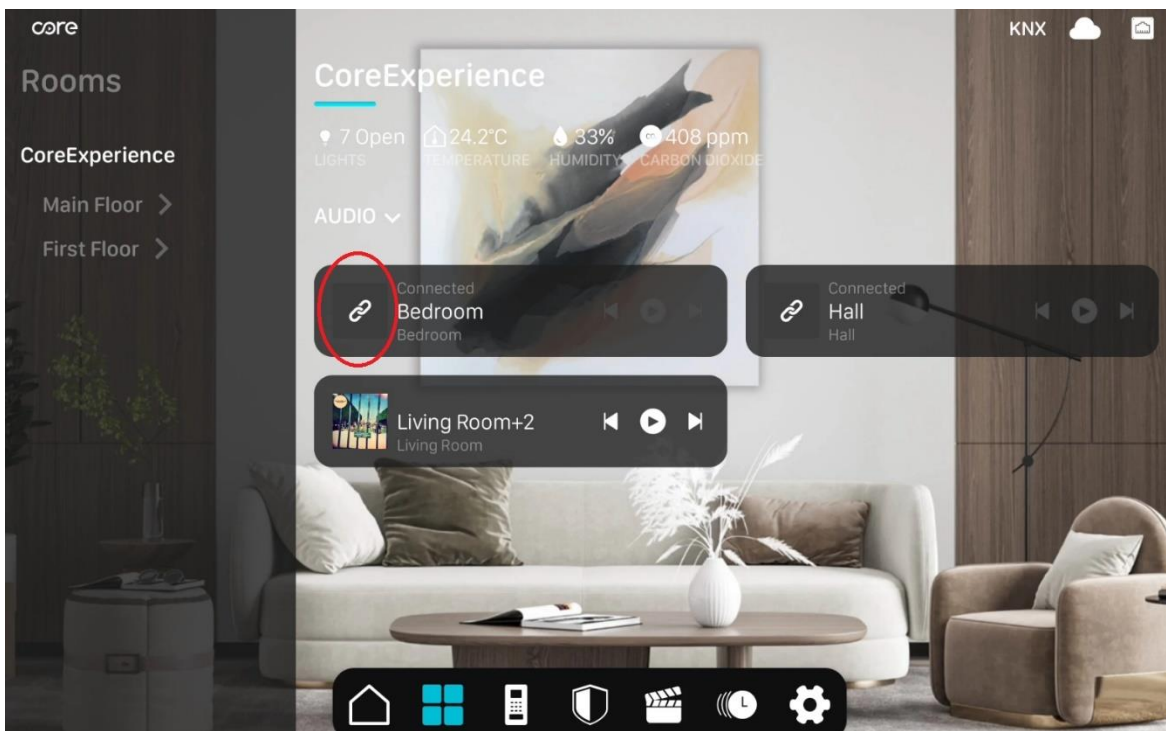 core
KNX
Rooms
CoreExperience
Main Floor
First Floor
CoreExperience
7 Open 24.2°C 33% 408 ppm
LIGHTS TEMPERATURE HUMIDITY CARBON DIOXIDE
AUDIO
Connected
Bedroom
Bedroom
Connected
Hall
Hall
Living Room+2
Living Room